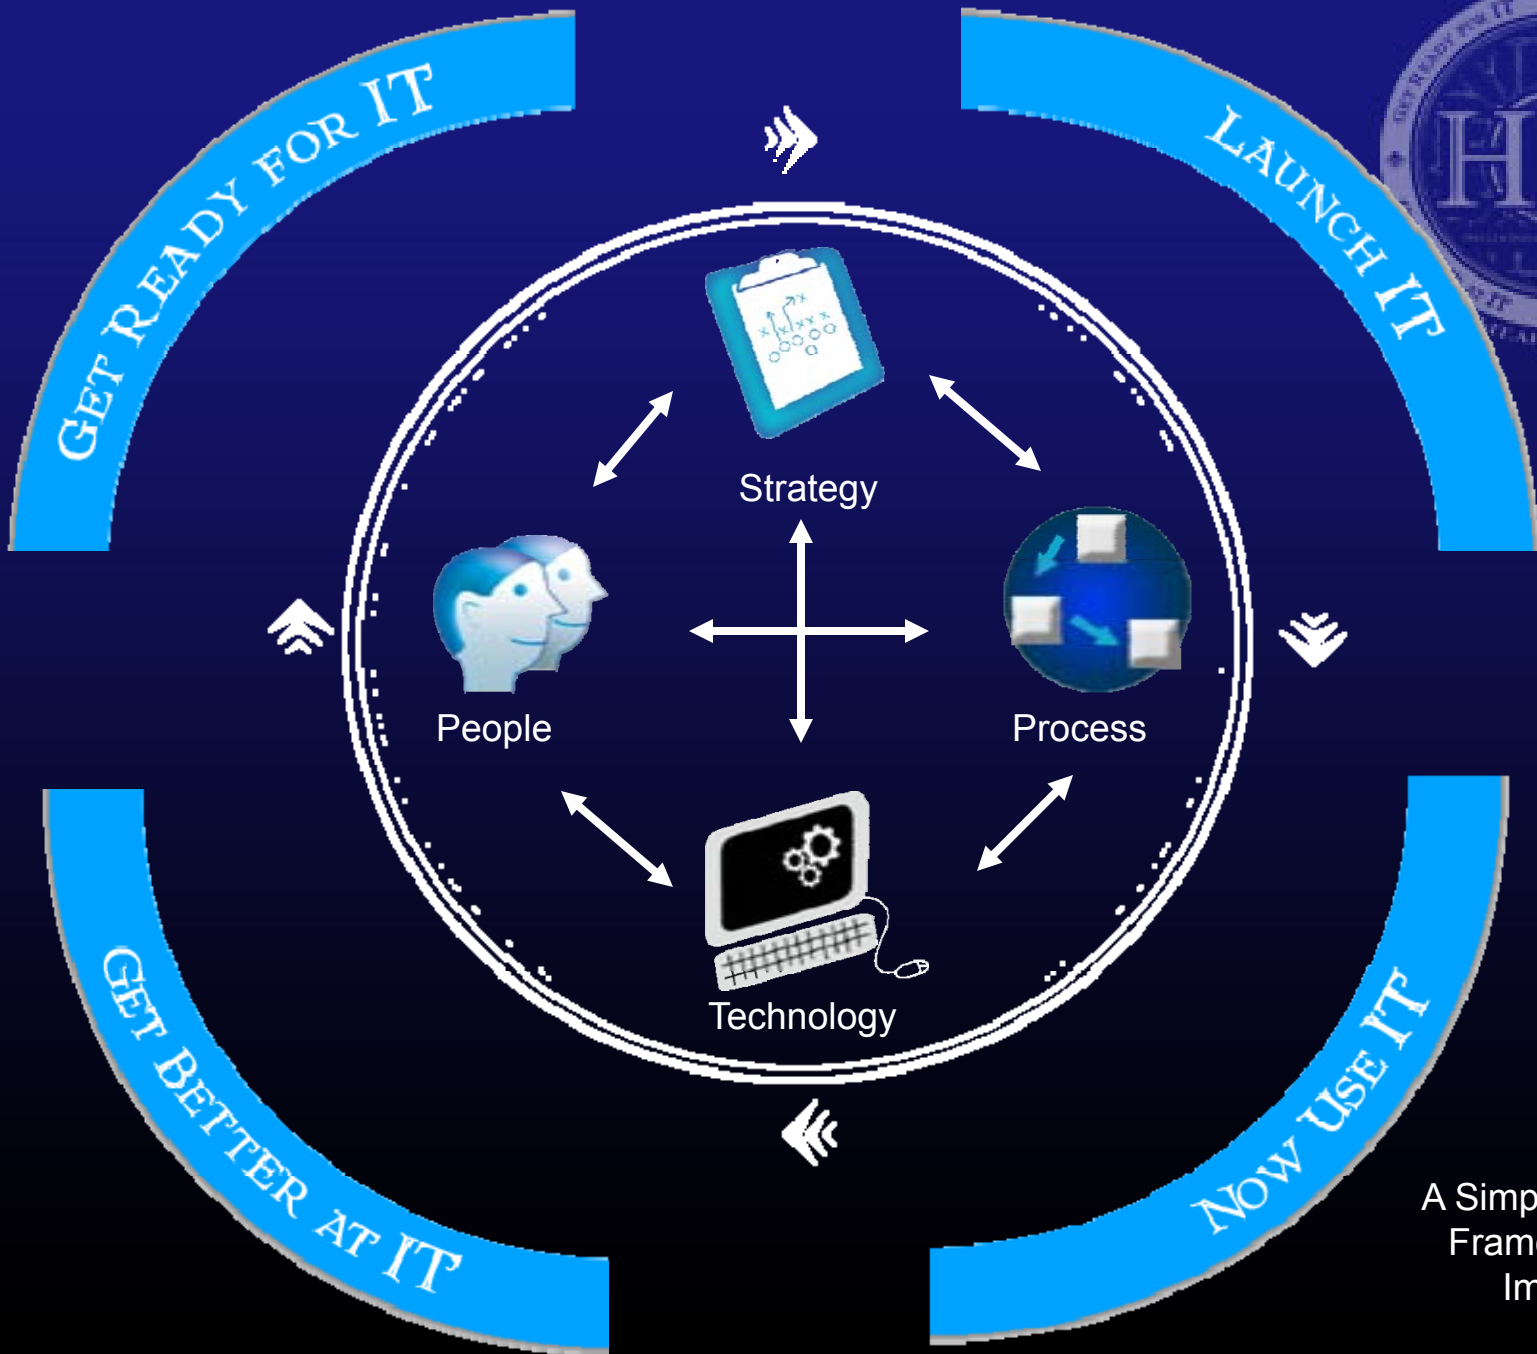 GET READY FOR IT
LAUNCH IT
Strategy
People
Process
Technology
GET BETTER AT IT
NOW USE IT
A Simp
Frame
Im